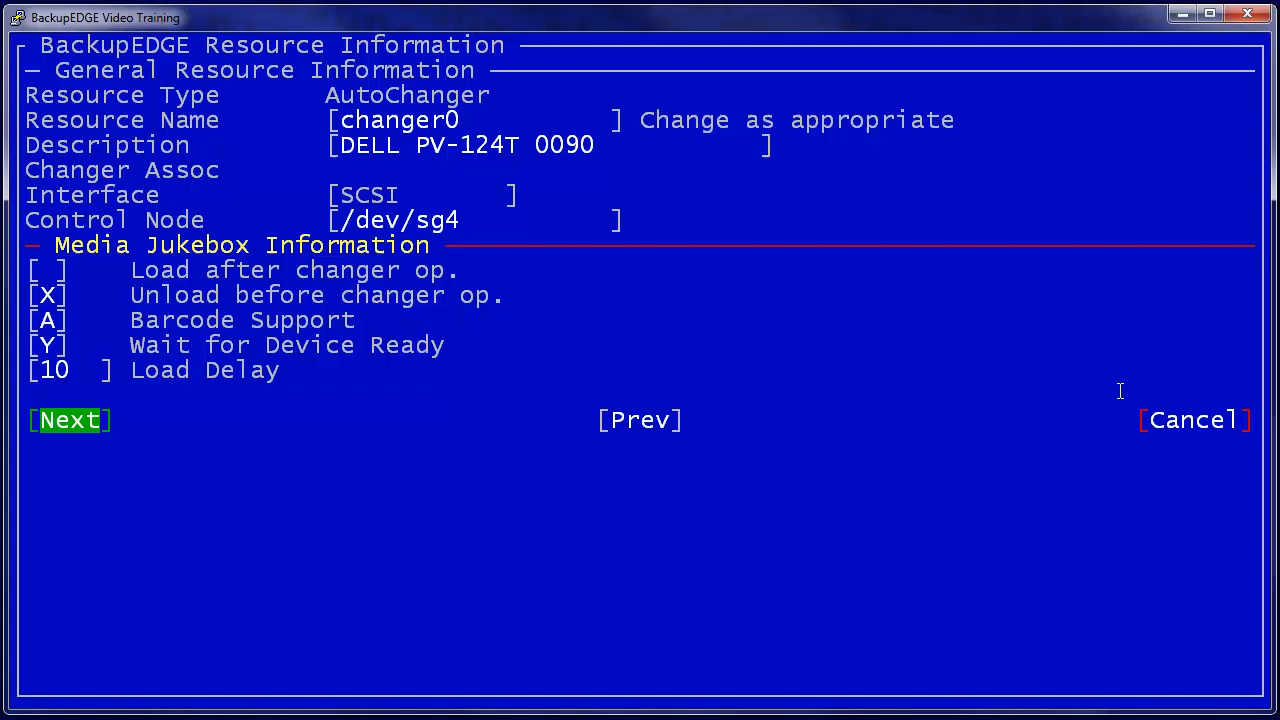 BackupEDGE Video Training
BackupEDGE Resource Information
General Resource Information
Resource Type AutoChanger
Resource Name [changer0 ] Change as appropriate
Description [DELL PV-124T 0090 ]
Changer Assoc
Interface [SCSI ]
Control Node [/dev/sg4 ]
Media Jukebox Information
[ ] Load after changer op.
[X] Unload before changer op.
[A] Barcode Support
[Y] Wait for Device Ready
[10 ] Load Delay
[Next] [Prev] [Cancel]